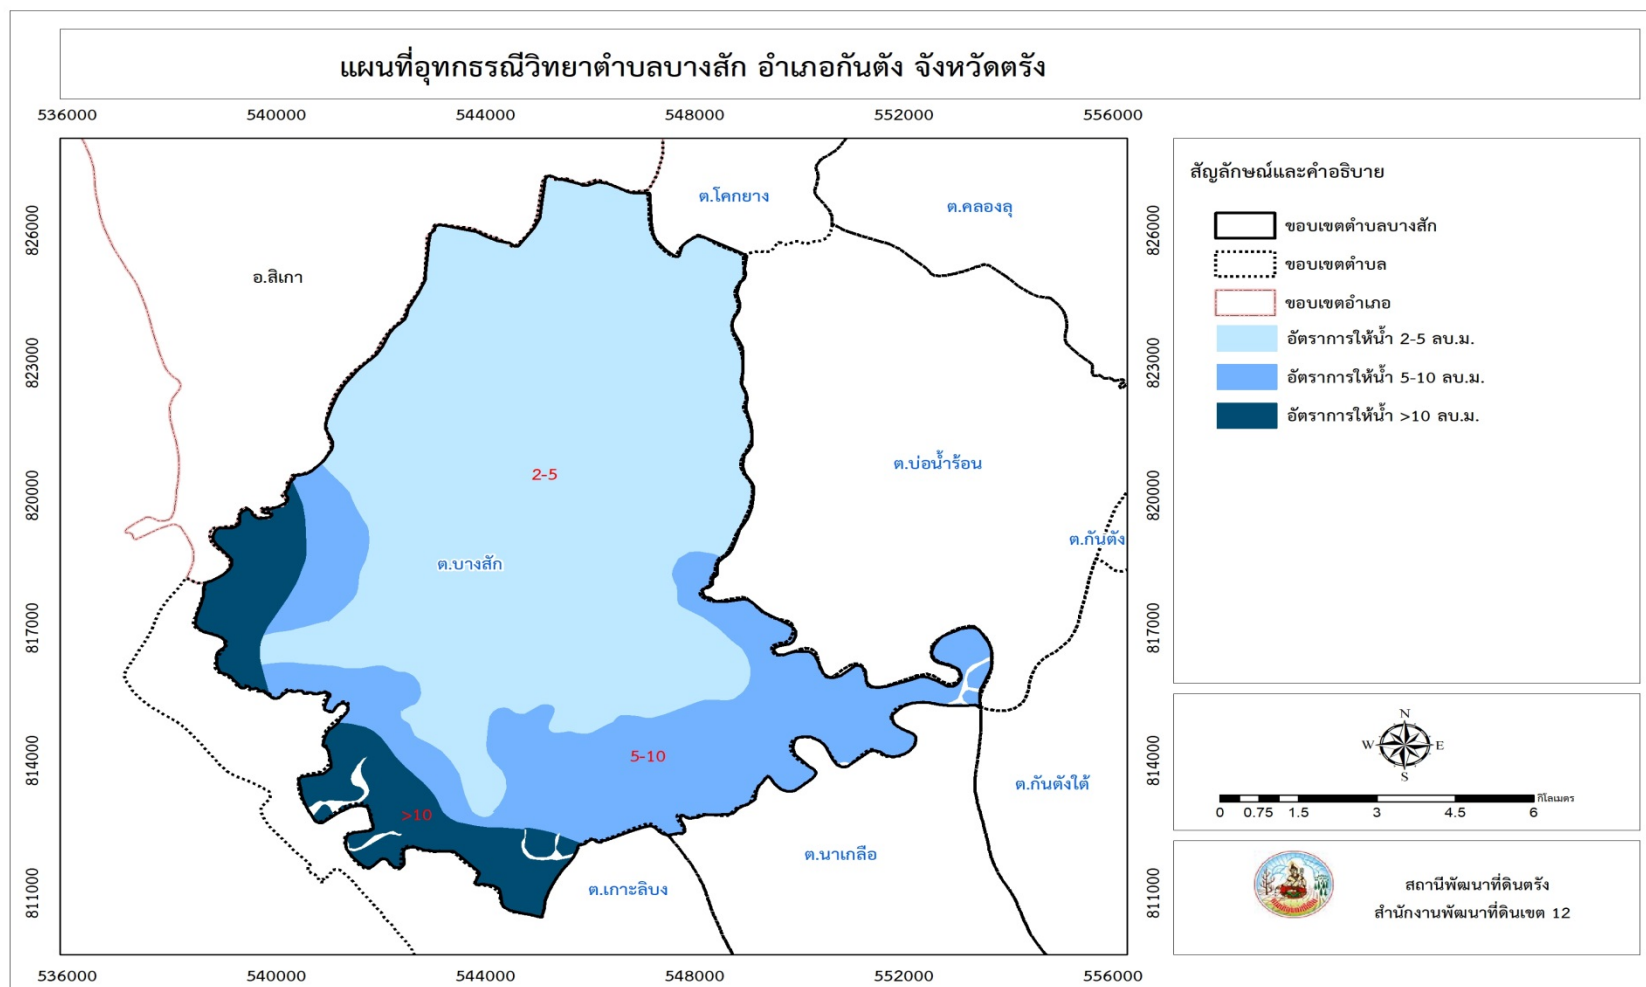 แผนที่อุทกธรณีวิทยาตำบลบางสัก อำเภอกันตัง จังหวัดตรัง
536000 540000 544000 548000 552000 556000
826000
823000
820000
817000
814000
811000
อ.สิเกา
ต.โคกยาง
ต.คลองลุ
2-5
ต.บ่อน้ำร้อน
ต.กันตัง
ต.บางสัก
5-10
ต.กันตังใต้
>10
ต.นาเกลือ
ต.เกาะลิบง
826000
823000
820000
817000
814000
811000
536000 540000 544000 548000 552000 556000
สัญลักษณ์และคำอธิบาย
ขอบเขตตำบลบางสัก
ขอบเขตตำบล
ขอบเขตอำเภอ
อัตราการให้น้ำ 2-5 ลบ.ม.
อัตราการให้น้ำ 5-10 ลบ.ม.
อัตราการให้น้ำ >10 ลบ.ม.
N
W E
S
กิโลเมตร
0 0.75 1.5 3 4.5 6
สถานีพัฒนาที่ดินตรัง
สำนักงานพัฒนาที่ดินเขต 12